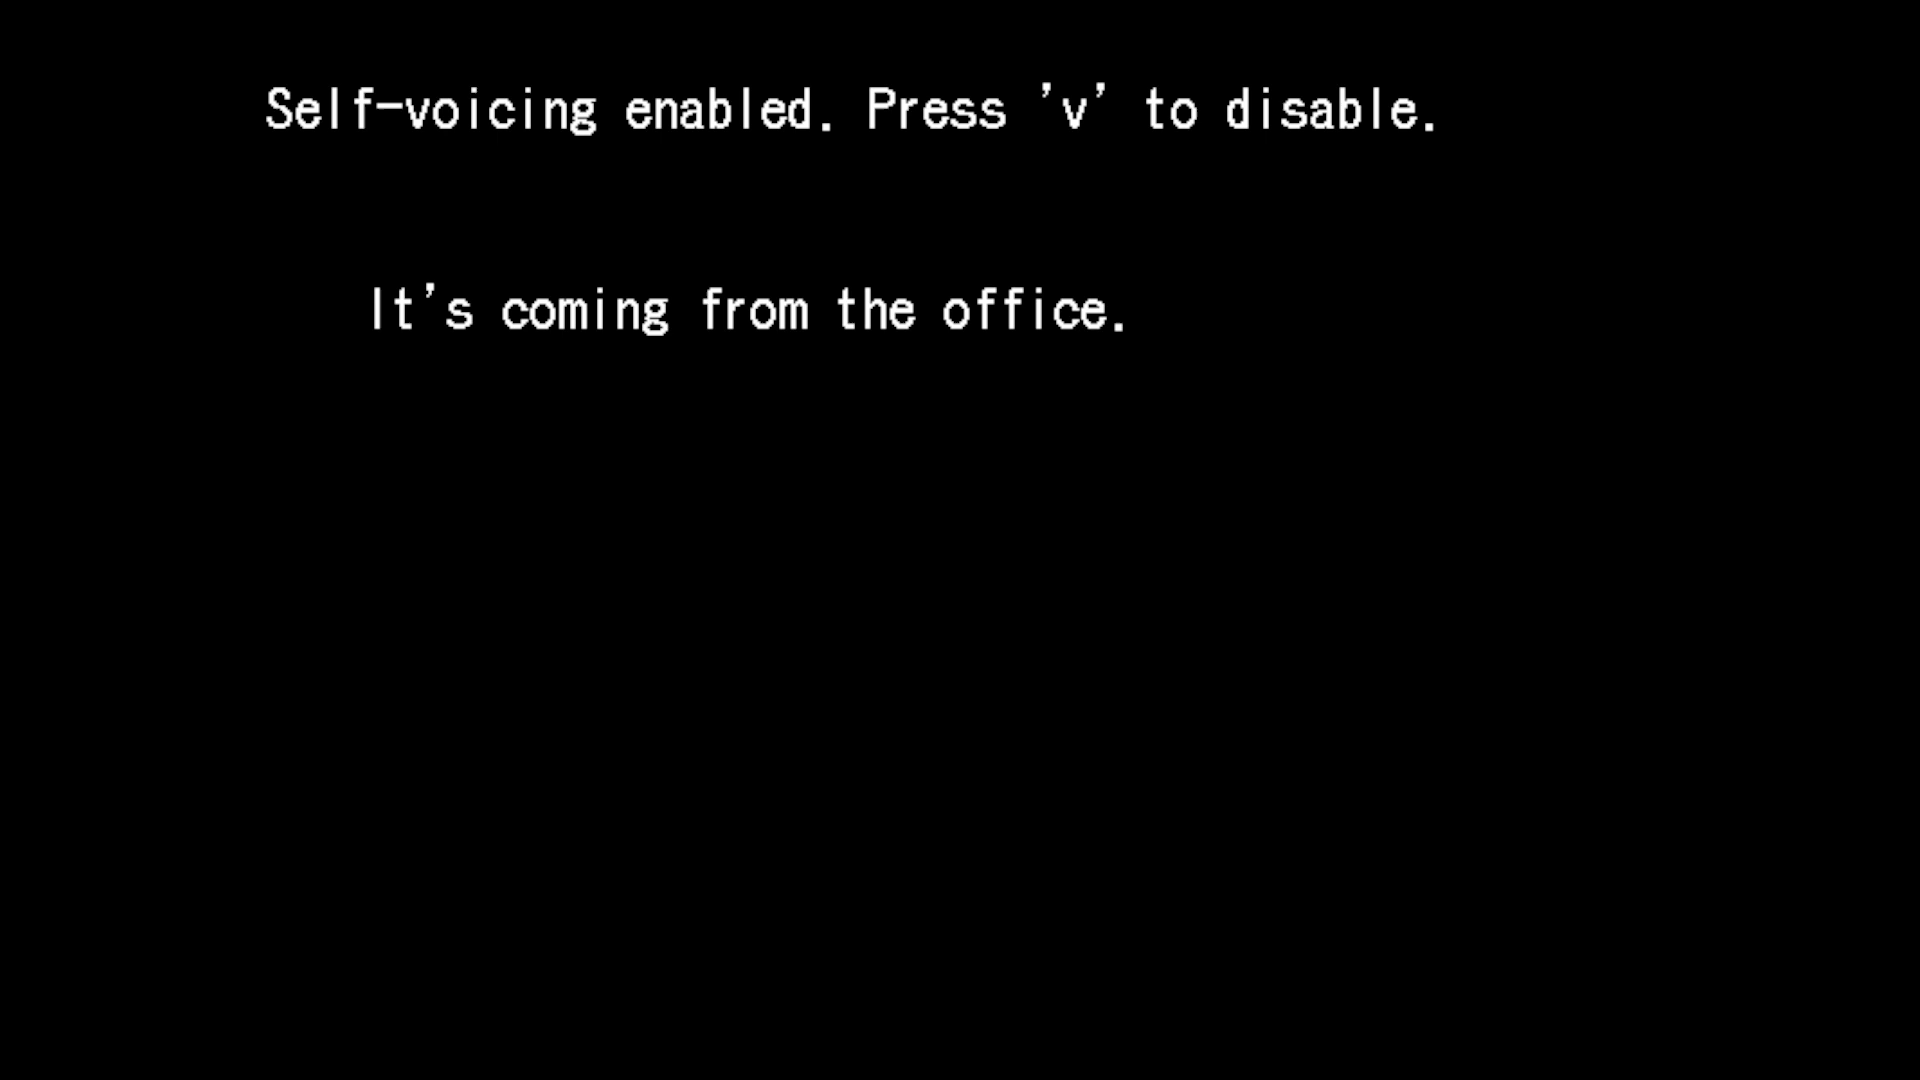 Self-voicing enabled. Press 'v' to disable.
It's coming from the office.